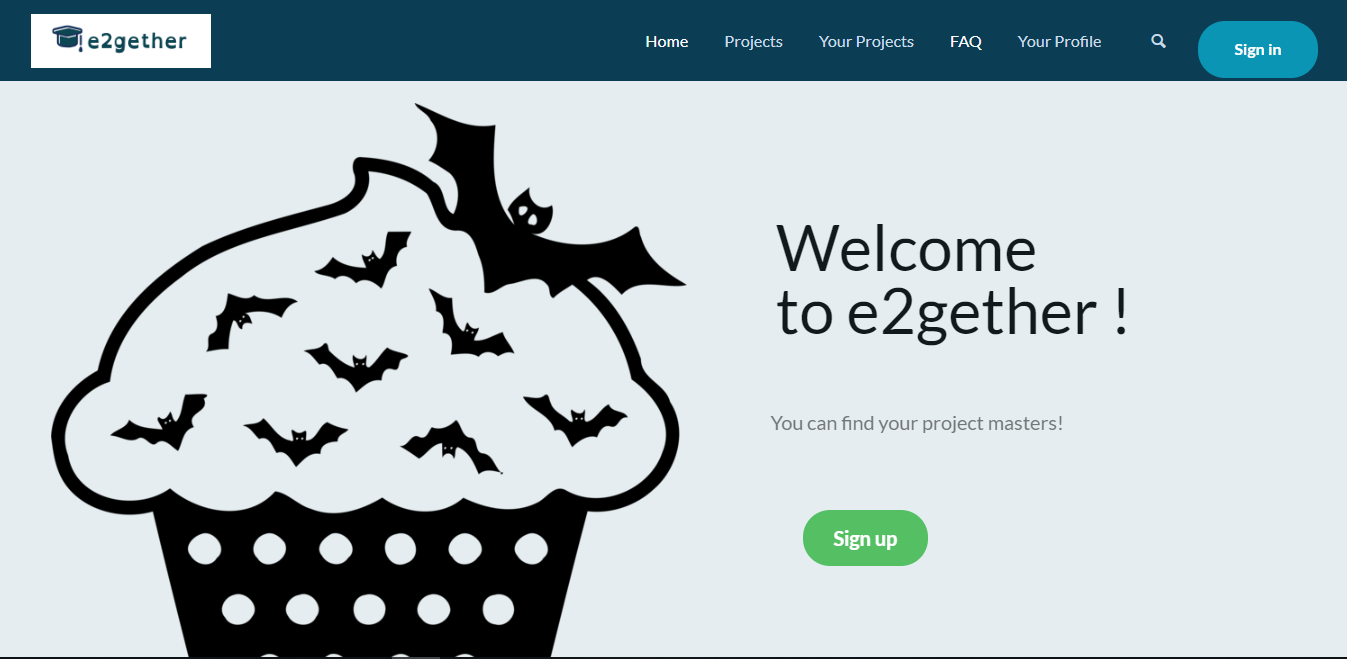 e2gether
Home Projects Your Projects FAQ Your Profile Sign in
Welcome
to e2gether !
You can find your project masters!
Sign up